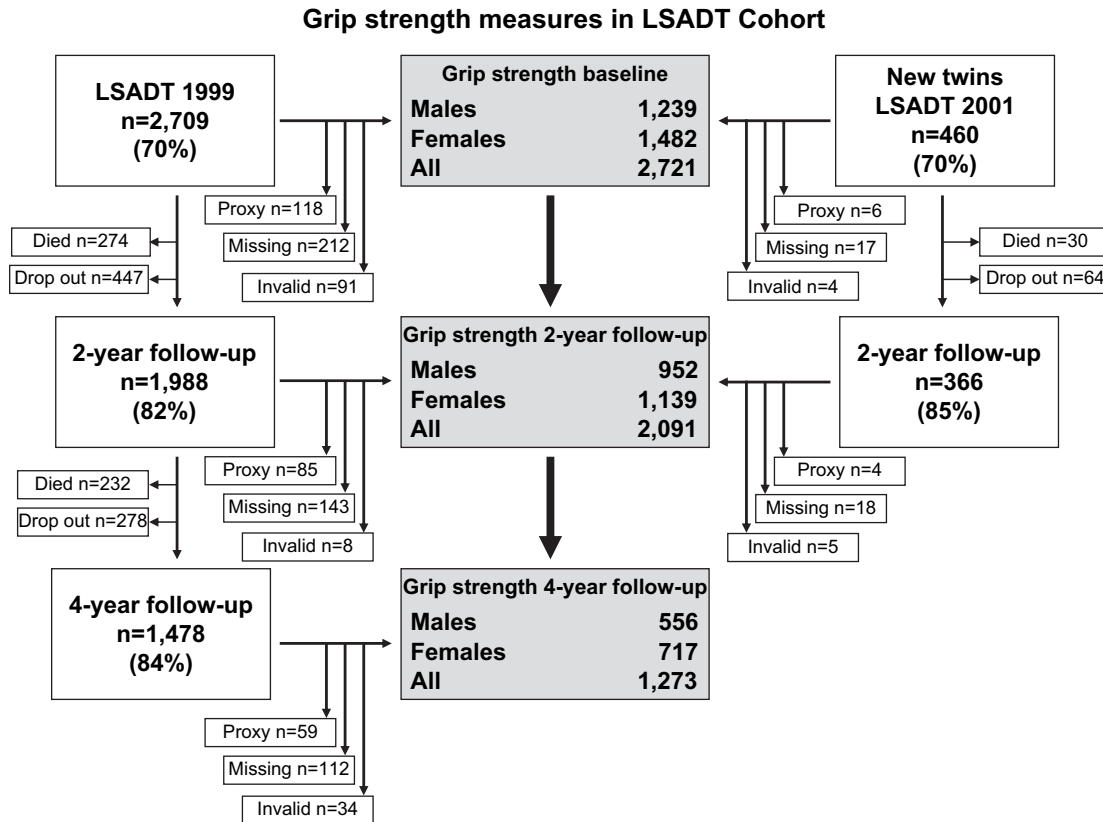 Grip strength measures in LSADT Cohort
LSADT 1999
n=2,709
(70%)
Grip strength baseline
Males 1,239
Females 1,482
All 2,721
New twins
LSADT 2001
n=460
(70%)
Proxy n=118
Missing n=212
Invalid n=91
Died n=274
Drop out n=447
Proxy n=6
Missing n=17
Invalid n=4
Died n=30
Drop out n=64
2-year follow-up
n=1,988
(82%)
Grip strength 2-year follow-up
Males 952
Females 1,139
All 2,091
2-year follow-up
n=366
(85%)
Proxy n=85
Missing n=143
Invalid n=8
Died n=232
Drop out n=278
Proxy n=4
Missing n=18
Invalid n=5
4-year follow-up
n=1,478
(84%)
Grip strength 4-year follow-up
Males 556
Females 717
All 1,273
Proxy n=59
Missing n=112
Invalid n=34